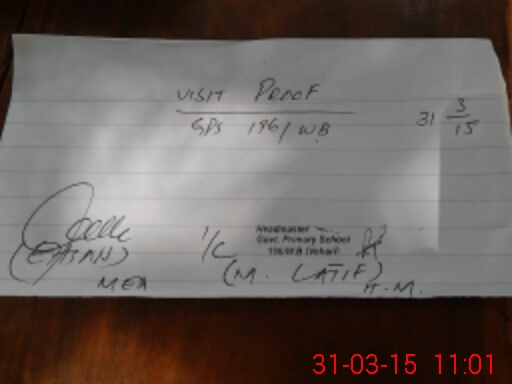 VISIT PROOF
GPS 196/WB
31 3/15
(EHSAN)
MEA
I/C
Headmaster
Govt. Primary School
196/W.B (Vehari)
(M. LATIF)
H.M.
31-03-15 11:01